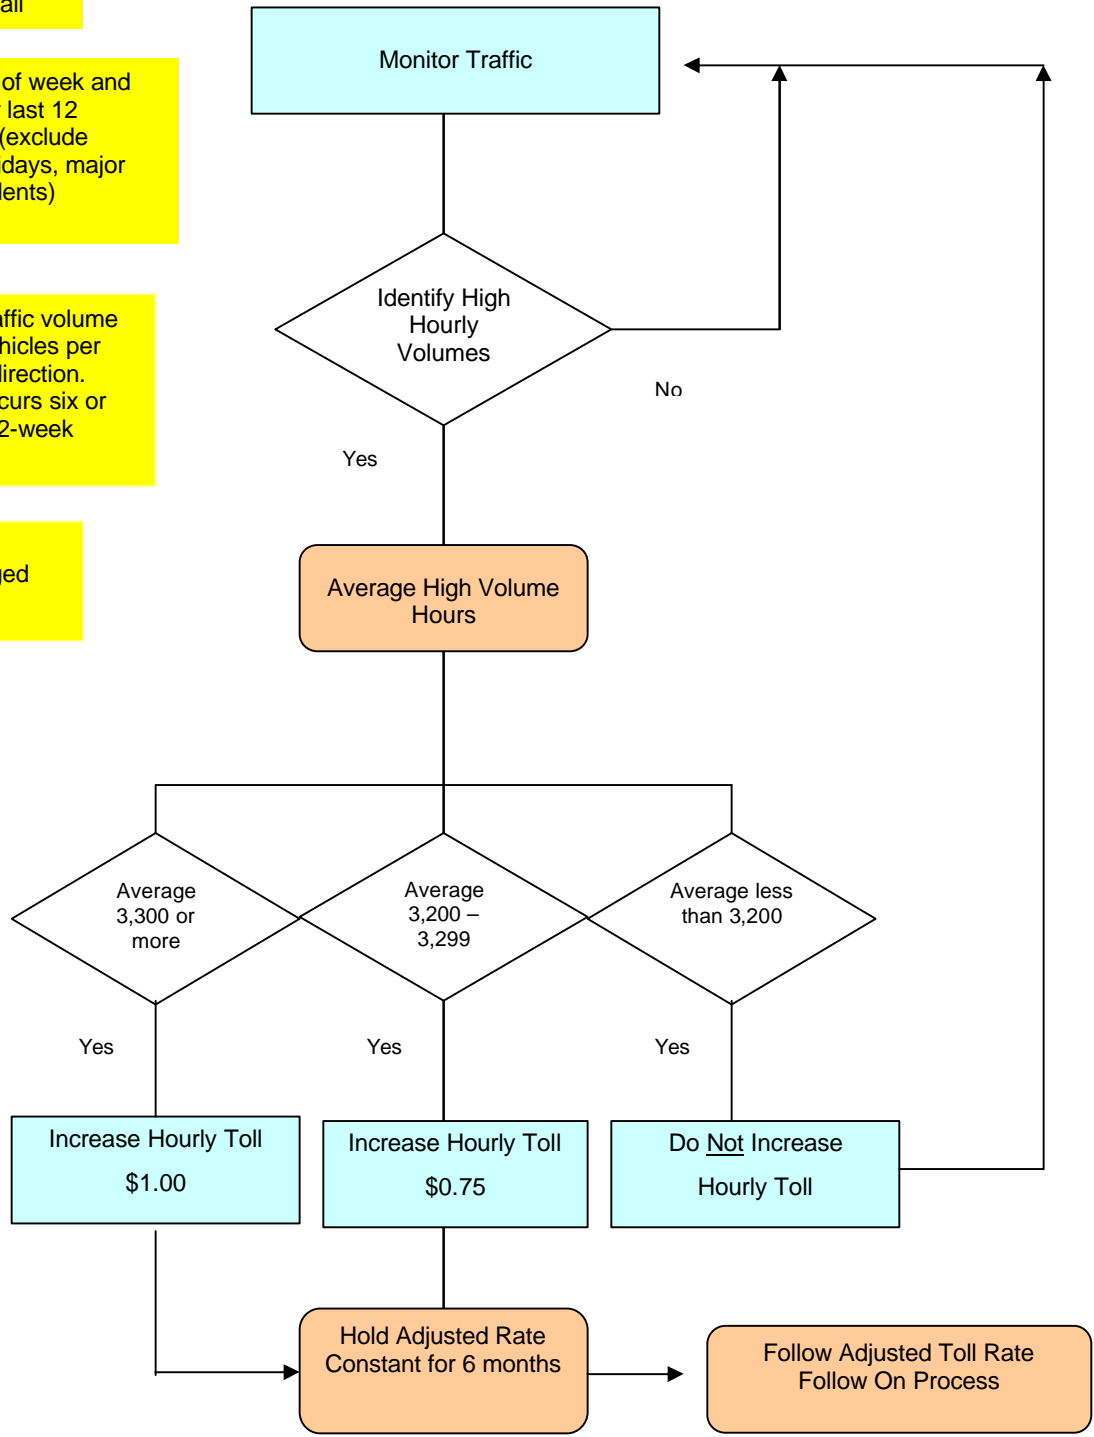 all
Monitor Traffic
of week and
last 12
(exclude
idays, major
lents)
Identify High
Hourly
Volumes
affic volume
hicles per
direction.
curs six or
2-week
No
Yes
ged
Average High Volume
Hours
Average
3,300 or
more
Average
3,200 –
3,299
Average less
than 3,200
Yes
Yes
Yes
Increase Hourly Toll
$1.00
Increase Hourly Toll
$0.75
Do Not Increase
Hourly Toll
Hold Adjusted Rate
Constant for 6 months
Follow Adjusted Toll Rate
Follow On Process